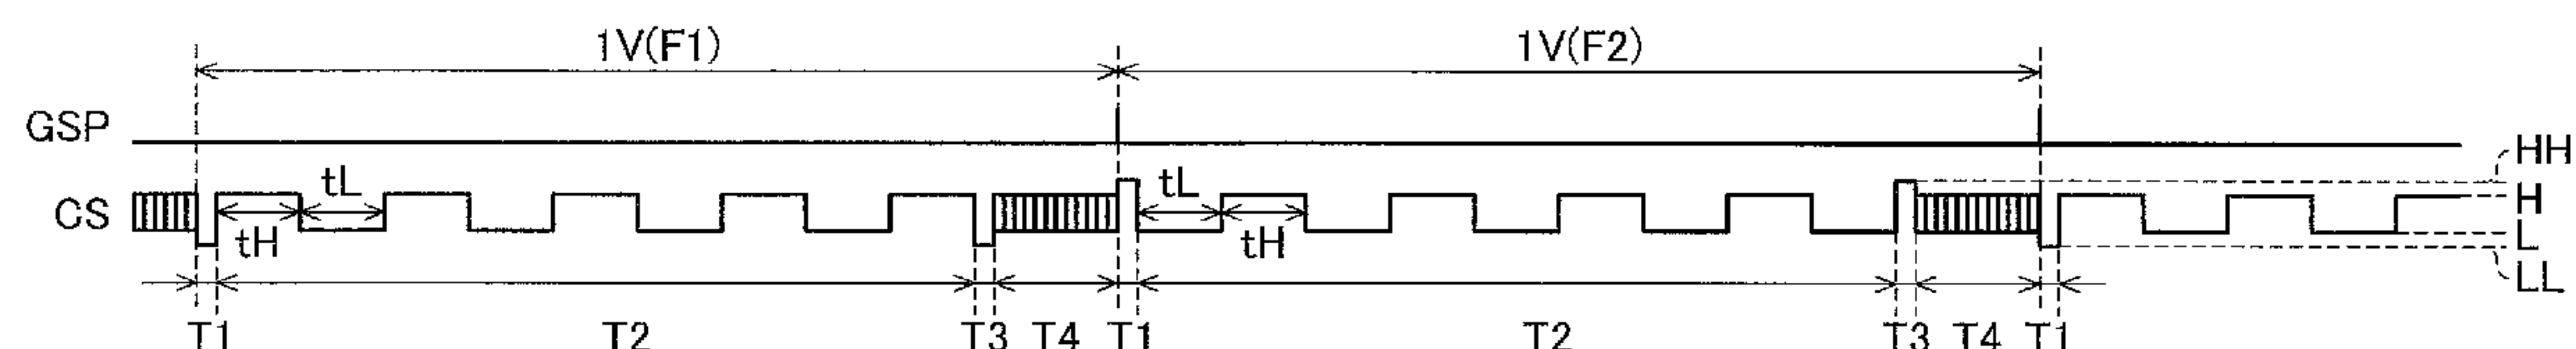 1V(F1) 1V(F2)
GSP
HH
tL tL
H
CS
L
tH tH
LL
T1 T2 T3 T4 T1 T2 T3 T4 T1